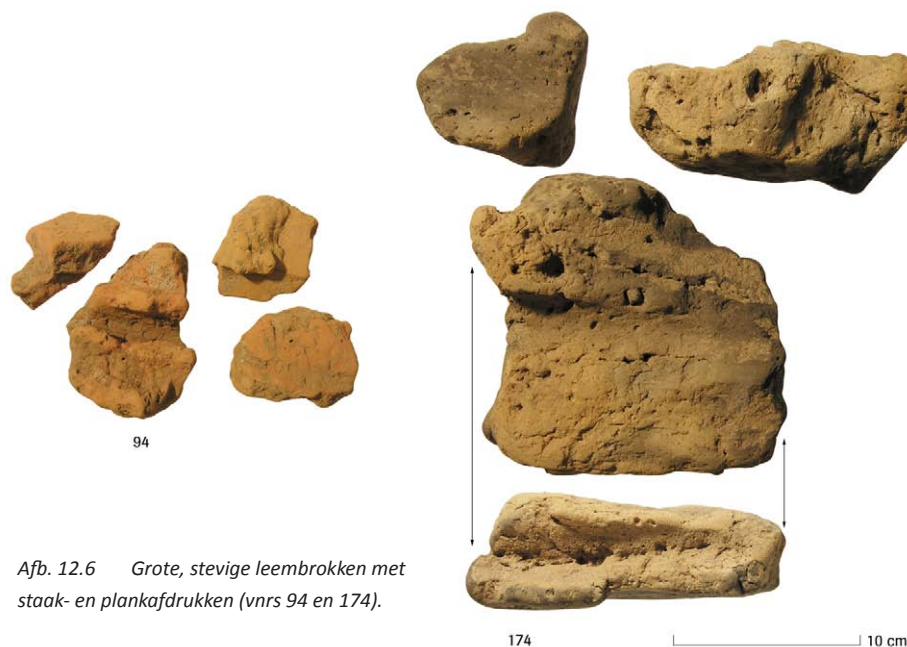 94
Afb. 12.6 Grote, stevige leembrokken met
staak- en plankafdrukken (vnrs 94 en 174).
174
10 cm